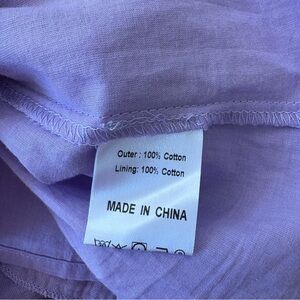 Outer : 100% Cotton
Lining: 100% Cotton
MADE IN CHINA